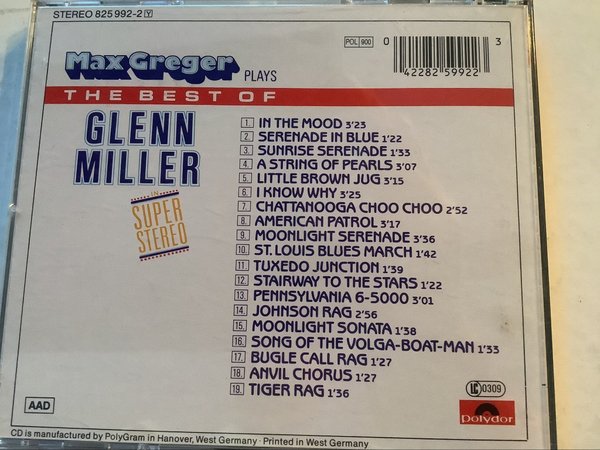 STEREO 825 992-2 Y
POL 900
0 42282 59922 3
Max Greger PLAYS
THE BEST OF
GLENN
MILLER
IN
SUPER
STEREO
1. IN THE MOOD 3'23
2. SERENADE IN BLUE 1'22
3. SUNRISE SERENADE 1'33
4. A STRING OF PEARLS 3'07
5. LITTLE BROWN JUG 3'15
6. I KNOW WHY 3'25
7. CHATTANOOGA CHOO CHOO 2'52
8. AMERICAN PATROL 3'17
9. MOONLIGHT SERENADE 3'36
10. ST. LOUIS BLUES MARCH 1'42
11. TUXEDO JUNCTION 1'39
12. STAIRWAY TO THE STARS 1'22
13. PENNSYLVANIA 6-5000 3'01
14. JOHNSON RAG 2'56
15. MOONLIGHT SONATA 1'38
16. SONG OF THE VOLGA-BOAT-MAN 1'33
17. BUGLE CALL RAG 1'27
18. ANVIL CHORUS 1'27
19. TIGER RAG 1'36
AAD
LC 0309
Polydor
CD is manufactured by PolyGram in Hanover, West Germany · Printed in West Germany